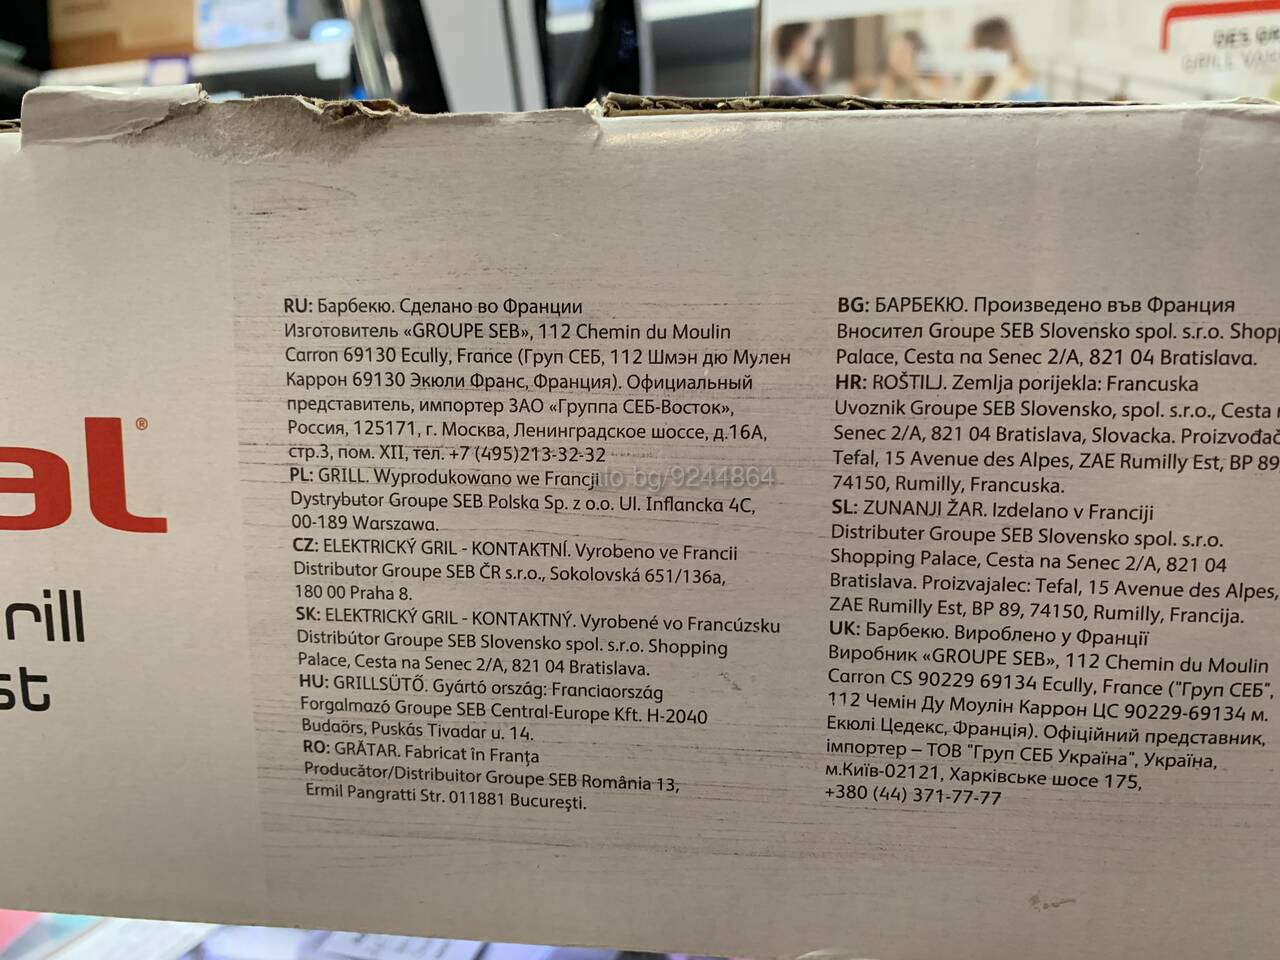 DES GR
GRILL
al®
rill
st
RU: Барбекю. Сделано во Франции
Изготовитель «GROUPE SEB», 112 Chemin du Moulin
Carron 69130 Ecully, France (Груп СЕБ, 112 Шмэн дю Мулен
Каррон 69130 Экюли Франс, Франция). Официальный
представитель, импортер ЗАО «Группа СЕБ-Восток»,
Россия, 125171, г. Москва, Ленинградское шоссе, д.16А,
стр.3, пом. XII, тел. +7 (495)213-32-32
PL: GRILL. Wyprodukowano we Francji
Dystrybutor Groupe SEB Polska Sp. z o.o. Ul. Inflancka 4C,
00-189 Warszawa.
CZ: ELEKTRICKÝ GRIL - KONTAKTNÍ. Vyrobeno ve Francii
Distributor Groupe SEB ČR s.r.o., Sokolovská 651/136a,
180 00 Praha 8.
SK: ELEKTRICKÝ GRIL - KONTAKTNÝ. Vyrobené vo Francúzsku
Distribútor Groupe SEB Slovensko spol. s.r.o. Shopping
Palace, Cesta na Senec 2/A, 821 04 Bratislava.
HU: GRILLSÜTŐ. Gyártó ország: Franciaország
Forgalmazó Groupe SEB Central-Europe Kft. H-2040
Budaörs, Puskás Tivadar u. 14.
RO: GRĂTAR. Fabricat în Franța
Producător/Distribuitor Groupe SEB România 13,
Ermil Pangratti Str. 011881 București.
BG: БАРБЕКЮ. Произведено във Франция
Вносител Groupe SEB Slovensko spol. s.r.o. Shopp
Palace, Cesta na Senec 2/A, 821 04 Bratislava.
HR: ROŠTILJ. Zemlja porijekla: Francuska
Uvoznik Groupe SEB Slovensko, spol. s.r.o., Cesta
Senec 2/A, 821 04 Bratislava, Slovacka. Proizvođač
Tefal, 15 Avenue des Alpes, ZAE Rumilly Est, BP 89
74150, Rumilly, Francuska.
SL: ZUNANJI ŽAR. Izdelano v Franciji
Distributer Groupe SEB Slovensko spol. s.r.o.
Shopping Palace, Cesta na Senec 2/A, 821 04
Bratislava. Proizvajalec: Tefal, 15 Avenue des Alpes,
ZAE Rumilly Est, BP 89, 74150, Rumilly, Francija.
UK: Барбекю. Вироблено у Франції
Виробник «GROUPE SEB», 112 Chemin du Moulin
Carron CS 90229 69134 Ecully, France ("Груп СЕБ",
112 Чемін Ду Моулін Каррон ЦС 90229-69134 м.
Екюлі Цедекс, Франція). Офіційний представник,
імпортер – ТОВ "Груп СЕБ Україна", Україна,
м.Київ-02121, Харківське шосе 175,
+380 (44) 371-77-77
alo.bg/9244864